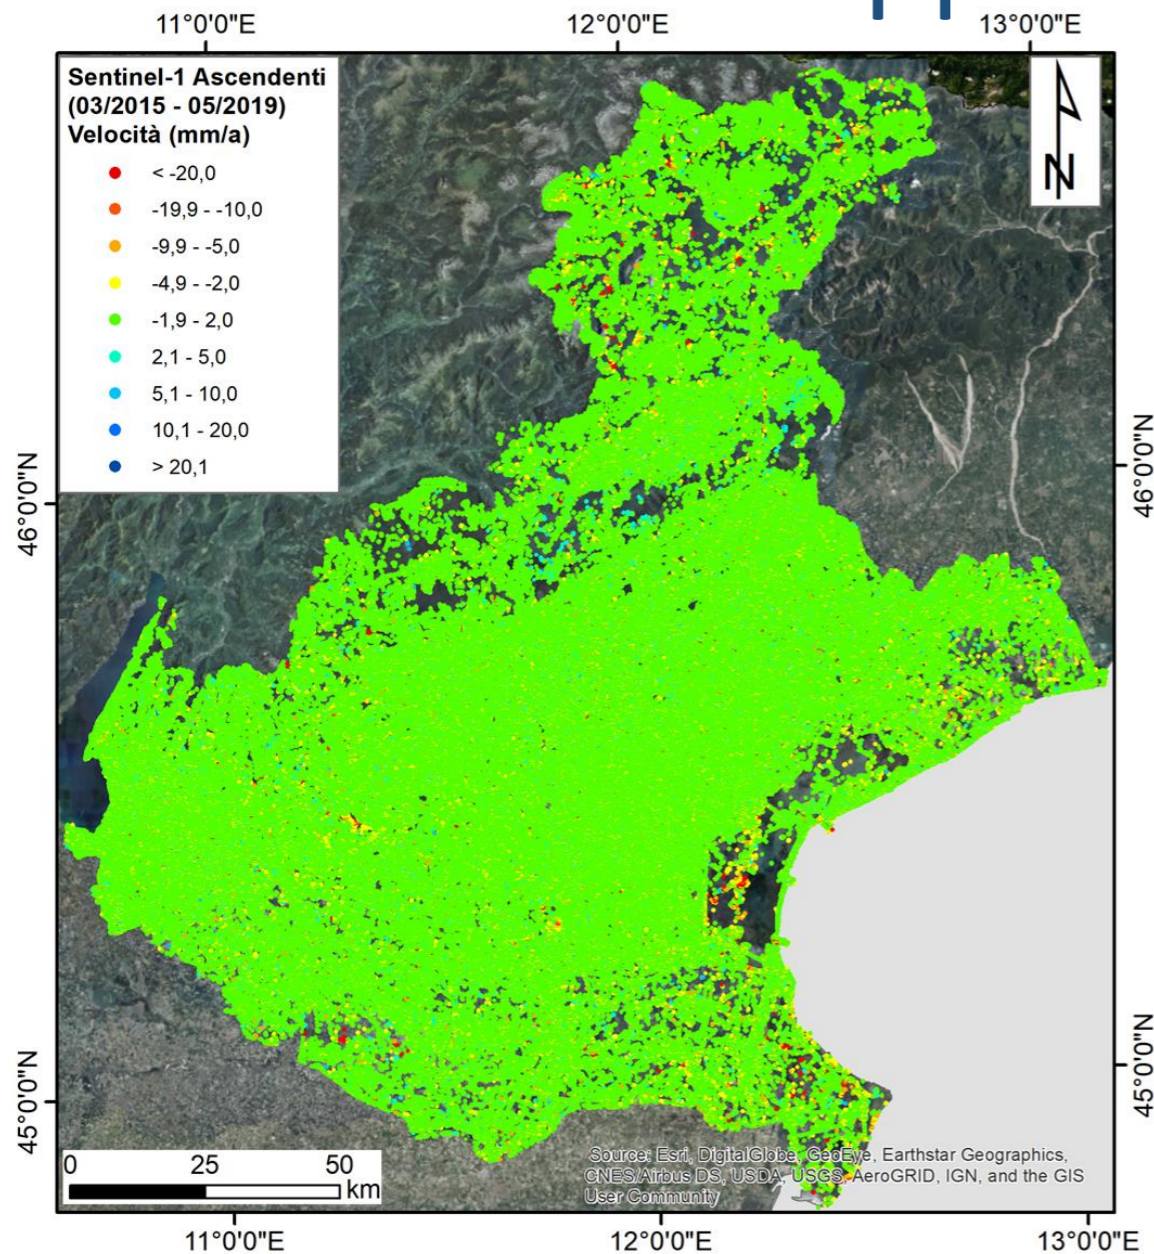 11°0'0"E 12°0'0"E 13°0'0"E
Sentinel-1 Ascendenti
(03/2015 - 05/2019)
Velocità (mm/a)
< -20,0
-19,9 - -10,0
-9,9 - -5,0
-4,9 - -2,0
-1,9 - 2,0
2,1 - 5,0
5,1 - 10,0
10,1 - 20,0
> 20,1
N
46°0'0"N
46°0'0"N
45°0'0"N
45°0'0"N
0 25 50
km
Source: Esri, DigitalGlobe, GeoEye, Earthstar Geographics,
CNES/Airbus DS, USDA, USGS, AeroGRID, IGN, and the GIS
User Community
11°0'0"E 12°0'0"E 13°0'0"E